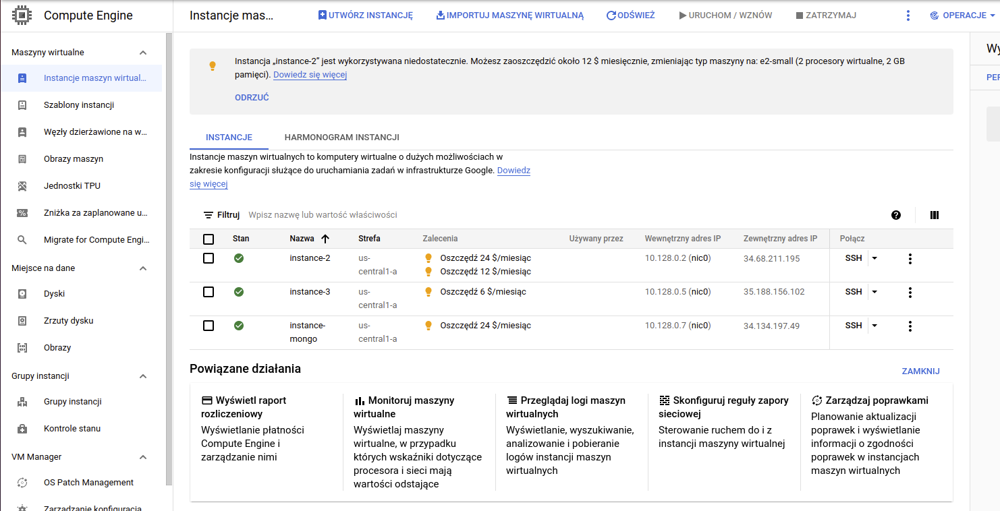 Compute Engine
Instancje mas...
UTWÓRZ INSTANCJĘ
IMPORTUJ MASZYNĘ WIRTUALNĄ
ODŚWIEŻ
URUCHOM / WZNÓW
ZATRZYMAJ
OPERACJE
Maszyny wirtualne
Instancje maszyn wirtual...
Szablony instancji
Węzły dzierżawione na w...
Obrazy maszyn
Jednostki TPU
Zniżka za zaplanowane u...
Migrate for Compute Engi...
Miejsce na dane
Dyski
Zrzuty dysku
Obrazy
Grupy instancji
Grupy instancji
Kontrole stanu
VM Manager
OS Patch Management
Zarządzanie konfiguracją
Instancja „instance-2” jest wykorzystywana niedostatecznie. Możesz zaoszczędzić około 12 $ miesięcznie, zmieniając typ maszyny na: e2-small (2 procesory wirtualne, 2 GB
pamięci). Dowiedz się więcej
ODRZUĆ
INSTANCJE
HARMONOGRAM INSTANCJI
Instancje maszyn wirtualnych to komputery wirtualne o dużych możliwościach w
zakresie konfiguracji służące do uruchamiania zadań w infrastrukturze Google. Dowiedz
się więcej
Filtruj Wpisz nazwę lub wartość właściwości
Stan Nazwa Strefa Zalecenia Używany przez Wewnętrzny adres IP Zewnętrzny adres IP Połącz
instance-2 us- Oszczędź 24 $/miesiąc 10.128.0.2 (nic0) 34.68.211.195 SSH
central1-a Oszczędź 12 $/miesiąc
instance-3 us- Oszczędź 6 $/miesiąc 10.128.0.5 (nic0) 35.188.156.102 SSH
central1-a
instance- us- Oszczędź 24 $/miesiąc 10.128.0.7 (nic0) 34.134.197.49 SSH
mongo central1-a
Powiązane działania
ZAMKNIJ
Wyświetl raport
rozliczeniowy
Wyświetlanie płatności
Compute Engine i
zarządzanie nimi
Monitoruj maszyny
wirtualne
Wyświetlaj maszyny
wirtualne, w przypadku
których wskaźniki dotyczące
procesora i sieci mają
wartości odstające
Przeglądaj logi maszyn
wirtualnych
Wyświetlanie, wyszukiwanie,
analizowanie i pobieranie
logów instancji maszyn
wirtualnych
Skonfiguruj reguły zapory
sieciowej
Sterowanie ruchem do i z
instancji maszyny wirtualnej
Zarządzaj poprawkami
Planowanie aktualizacji
poprawek i wyświetlanie
informacji o zgodności
poprawek w instancjach
maszyn wirtualnych